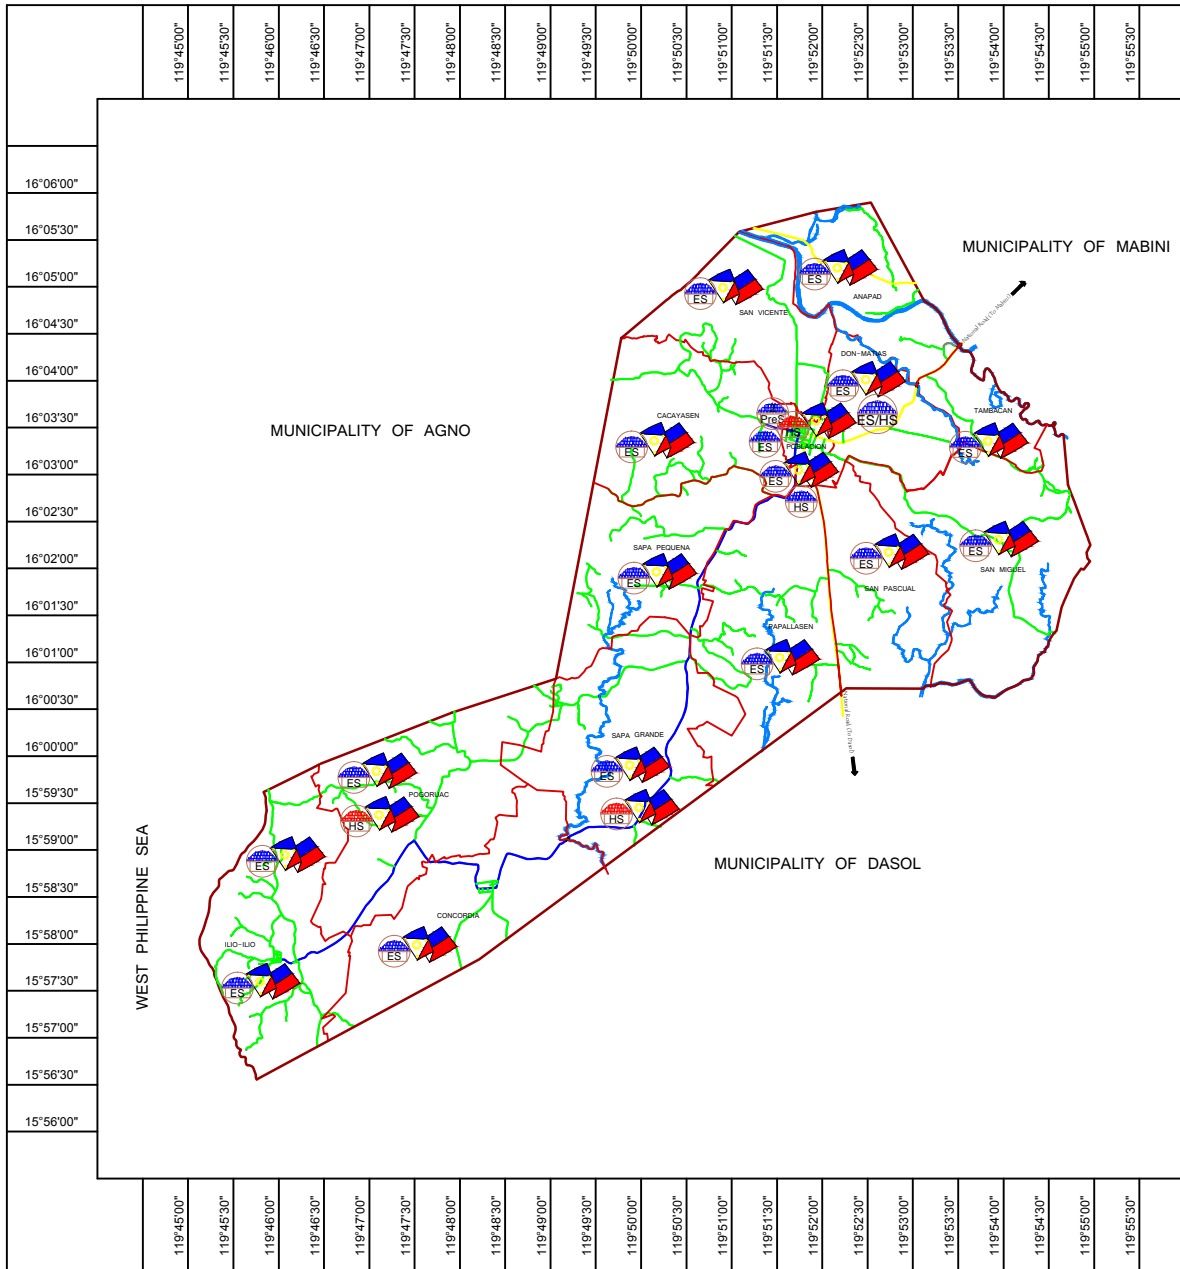 119°45'00"
119°45'30"
119°46'00"
119°46'30"
119°47'00"
119°47'30"
119°48'00"
119°48'30"
119°49'00"
119°49'30"
119°50'00"
119°50'30"
119°51'00"
119°51'30"
119°52'00"
119°52'30"
119°53'00"
119°53'30"
119°54'00"
119°54'30"
119°55'00"
119°55'30"
16°06'00"
16°05'30"
16°05'00"
16°04'30"
16°04'00"
16°03'30"
16°03'00"
16°02'30"
16°02'00"
16°01'30"
16°01'00"
16°00'30"
16°00'00"
15°59'30"
15°59'00"
15°58'30"
15°58'00"
15°57'30"
15°57'00"
15°56'30"
15°56'00"
MUNICIPALITY OF MABINI
ES
ANAPAD
ES
SAN VICENTE
National Road (To Mabini)
DON-MATIAS
ES
PreS
ES/HS
TAMBACAN
CACAYASEN
MUNICIPALITY OF AGNO
HS
ES
POBLACION
ES
ES
ES
HS
SAPA PEQUENA
ES
ES
SAN MIGUEL
ES
SAN PASCUAL
PAPALLASEN
ES
National Road (To Dasol)
SAPA GRANDE
ES
ES
POGORUAC
HS
HS
ES
MUNICIPALITY OF DASOL
WEST PHILIPPINE SEA
CONCORDIA
ILIO-ILIO
ES
ES
119°45'00"
119°45'30"
119°46'00"
119°46'30"
119°47'00"
119°47'30"
119°48'00"
119°48'30"
119°49'00"
119°49'30"
119°50'00"
119°50'30"
119°51'00"
119°51'30"
119°52'00"
119°52'30"
119°53'00"
119°53'30"
119°54'00"
119°54'30"
119°55'00"
119°55'30"